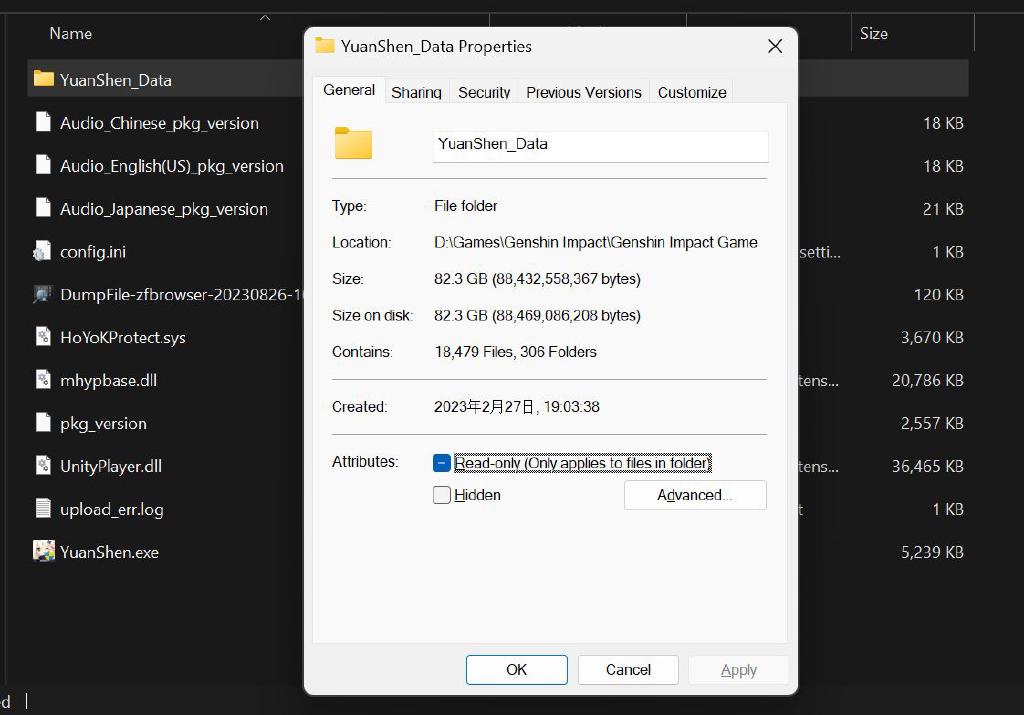 Name
Size
YuanShen_Data
Audio_Chinese_pkg_version
18 KB
Audio_English(US)_pkg_version
18 KB
Audio_Japanese_pkg_version
21 KB
config.ini
setti...
1 KB
DumpFile-zfbrowser-20230826-1
120 KB
HoYoKProtect.sys
3,670 KB
mhypbase.dll
tens...
20,786 KB
pkg_version
2,557 KB
UnityPlayer.dll
tens...
36,465 KB
upload_err.log
t
1 KB
YuanShen.exe
5,239 KB
ed
YuanShen_Data Properties
General Sharing Security Previous Versions Customize
YuanShen_Data
Type: File folder
Location: D:\Games\Genshin Impact\Genshin Impact Game
Size: 82.3 GB (88,432,558,367 bytes)
Size on disk: 82.3 GB (88,469,086,208 bytes)
Contains: 18,479 Files, 306 Folders
Created: 2023年2月27日, 19:03:38
Attributes: Read-only (Only applies to files in folder)
Hidden Advanced...
OK Cancel Apply